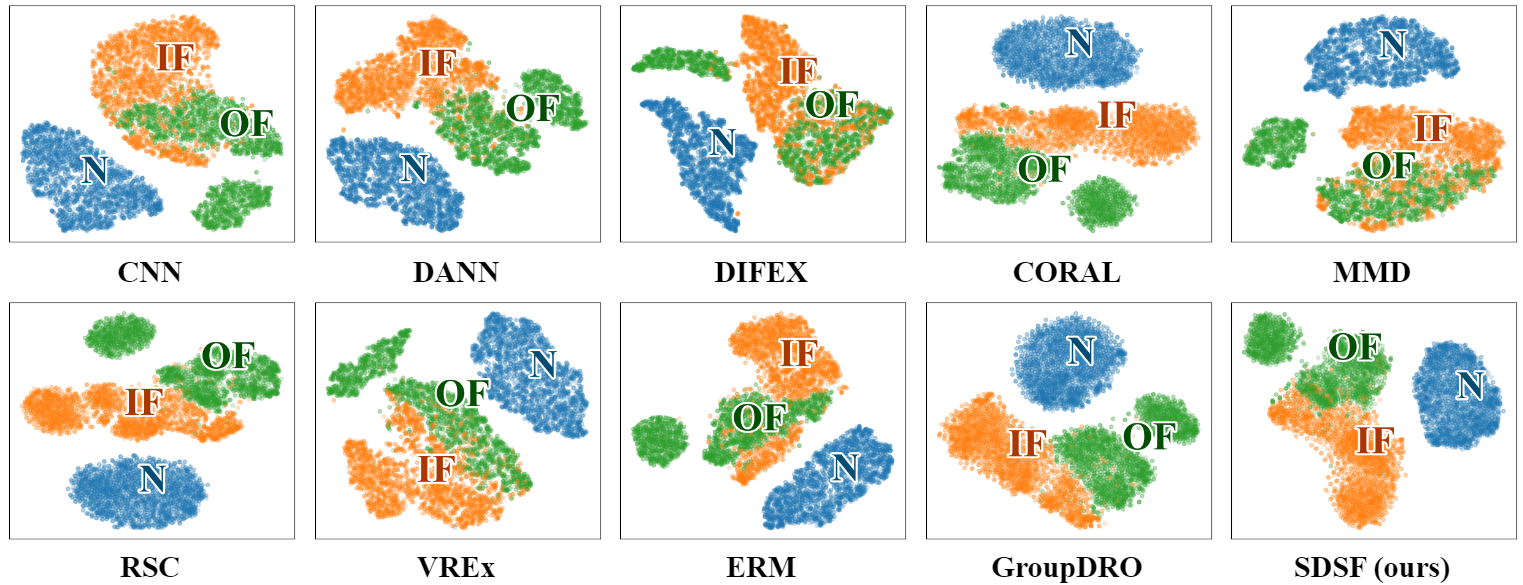 IF
OF
N
CNN
IF
OF
N
DANN
IF
OF
N
DIFEX
N
IF
OF
CORAL
N
IF
OF
MMD
OF
IF
N
RSC
N
OF
IF
VREx
IF
OF
N
ERM
N
IF
OF
GroupDRO
OF
N
IF
SDSF (ours)